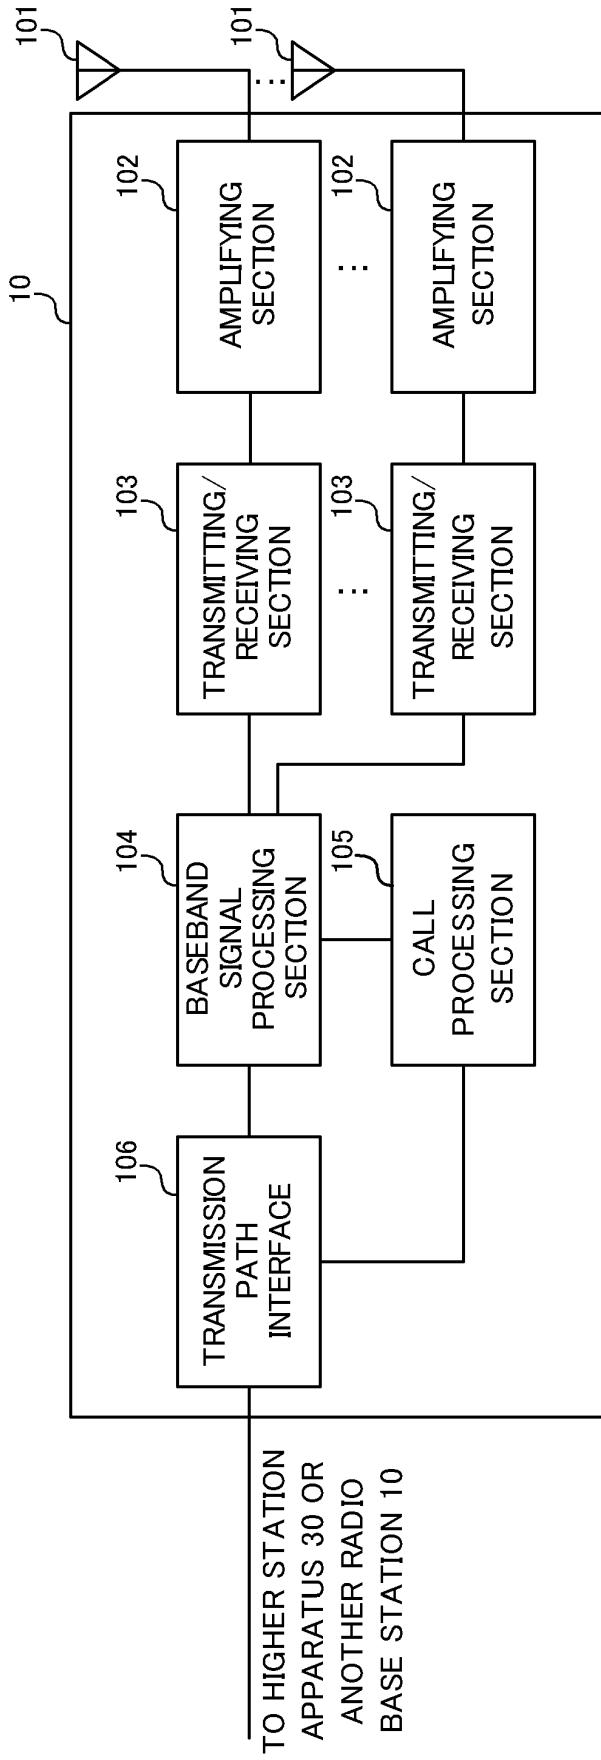 10
101
101
...
102
AMPLIFYING
SECTION
...
102
AMPLIFYING
SECTION
103
TRANSMITTING/
RECEIVING
SECTION
...
103
TRANSMITTING/
RECEIVING
SECTION
104
BASEBAND
SIGNAL
PROCESSING
SECTION
105
CALL
PROCESSING
SECTION
106
TRANSMISSION
PATH
INTERFACE
TO HIGHER STATION
APPARATUS 30 OR
ANOTHER RADIO
BASE STATION 10